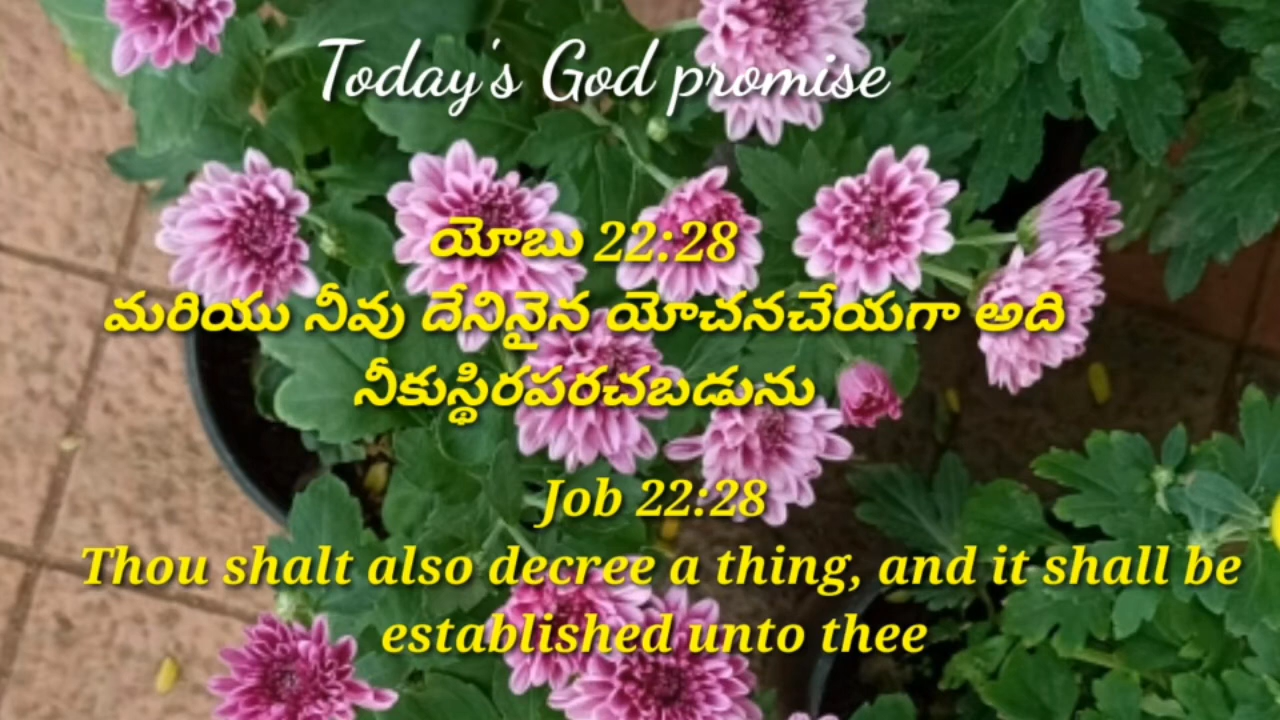 Today's God promise
యోబు 22:28
మరియు నీవు దేనినైన యోచనచేయగా అది
నీకుస్థిరపరచబడును
Job 22:28
Thou shalt also decree a thing, and it shall be
established unto thee